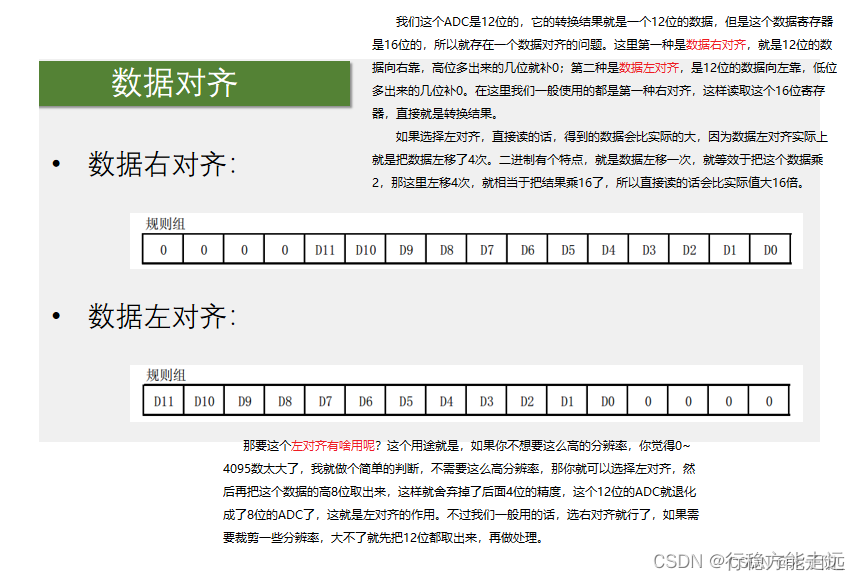 我们这个ADC是12位的，它的转换结果就是一个12位的数据，但是这个数据寄存器
是16位的，所以就存在一个数据对齐的问题。这里第一种是数据右对齐，就是12位的数
据向右靠，高位多出来的几位就补0；第二种是数据左对齐，是12位的数据向左靠，低位
多出来的几位补0。在这里我们一般使用的都是第一种右对齐，这样读取这个16位寄存
器，直接就是转换结果。
如果选择左对齐，直接读的话，得到的数据会比实际的大，因为数据左对齐实际上
就是把数据左移了4次。二进制有个特点，就是数据左移一次，就等效于把这个数据乘
2，那这里左移4次，就相当于把结果乘16了，所以直接读的话会比实际值大16倍。
数据对齐
• 数据右对齐：
规则组
0 0 0 0 D11 D10 D9 D8 D7 D6 D5 D4 D3 D2 D1 D0
• 数据左对齐：
规则组
D11 D10 D9 D8 D7 D6 D5 D4 D3 D2 D1 D0 0 0 0 0
那要这个左对齐有啥用呢？这个用途就是，如果你不想要这么高的分辨率，你觉得0~
4095数太大了，我就做个简单的判断，不需要这么高分辨率，那你就可以选择左对齐，然
后再把这个数据的高8位取出来，这样就舍弃掉了后面4位的精度，这个12位的ADC就退化
成了8位的ADC了，这就是左对齐的作用。不过我们一般用的话，选右对齐就行了，如果需
要裁剪一些分辨率，大不了就先把12位都取出来，再做处理。
CSDN @行稳方能走远